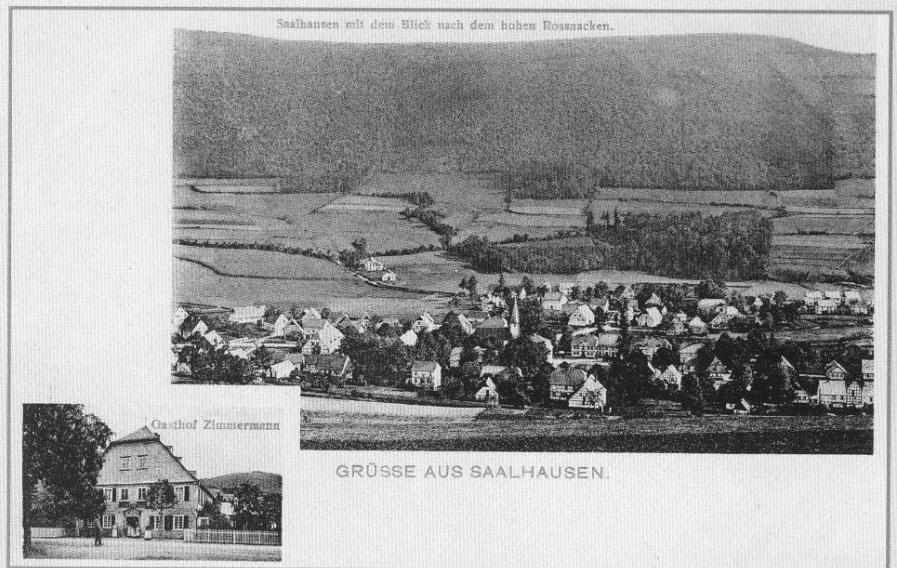 Saalhausen mit dem Blick nach dem hohen Rossnacken.
Gasthof Zimmermann
GRÜSSE AUS SAALHAUSEN.